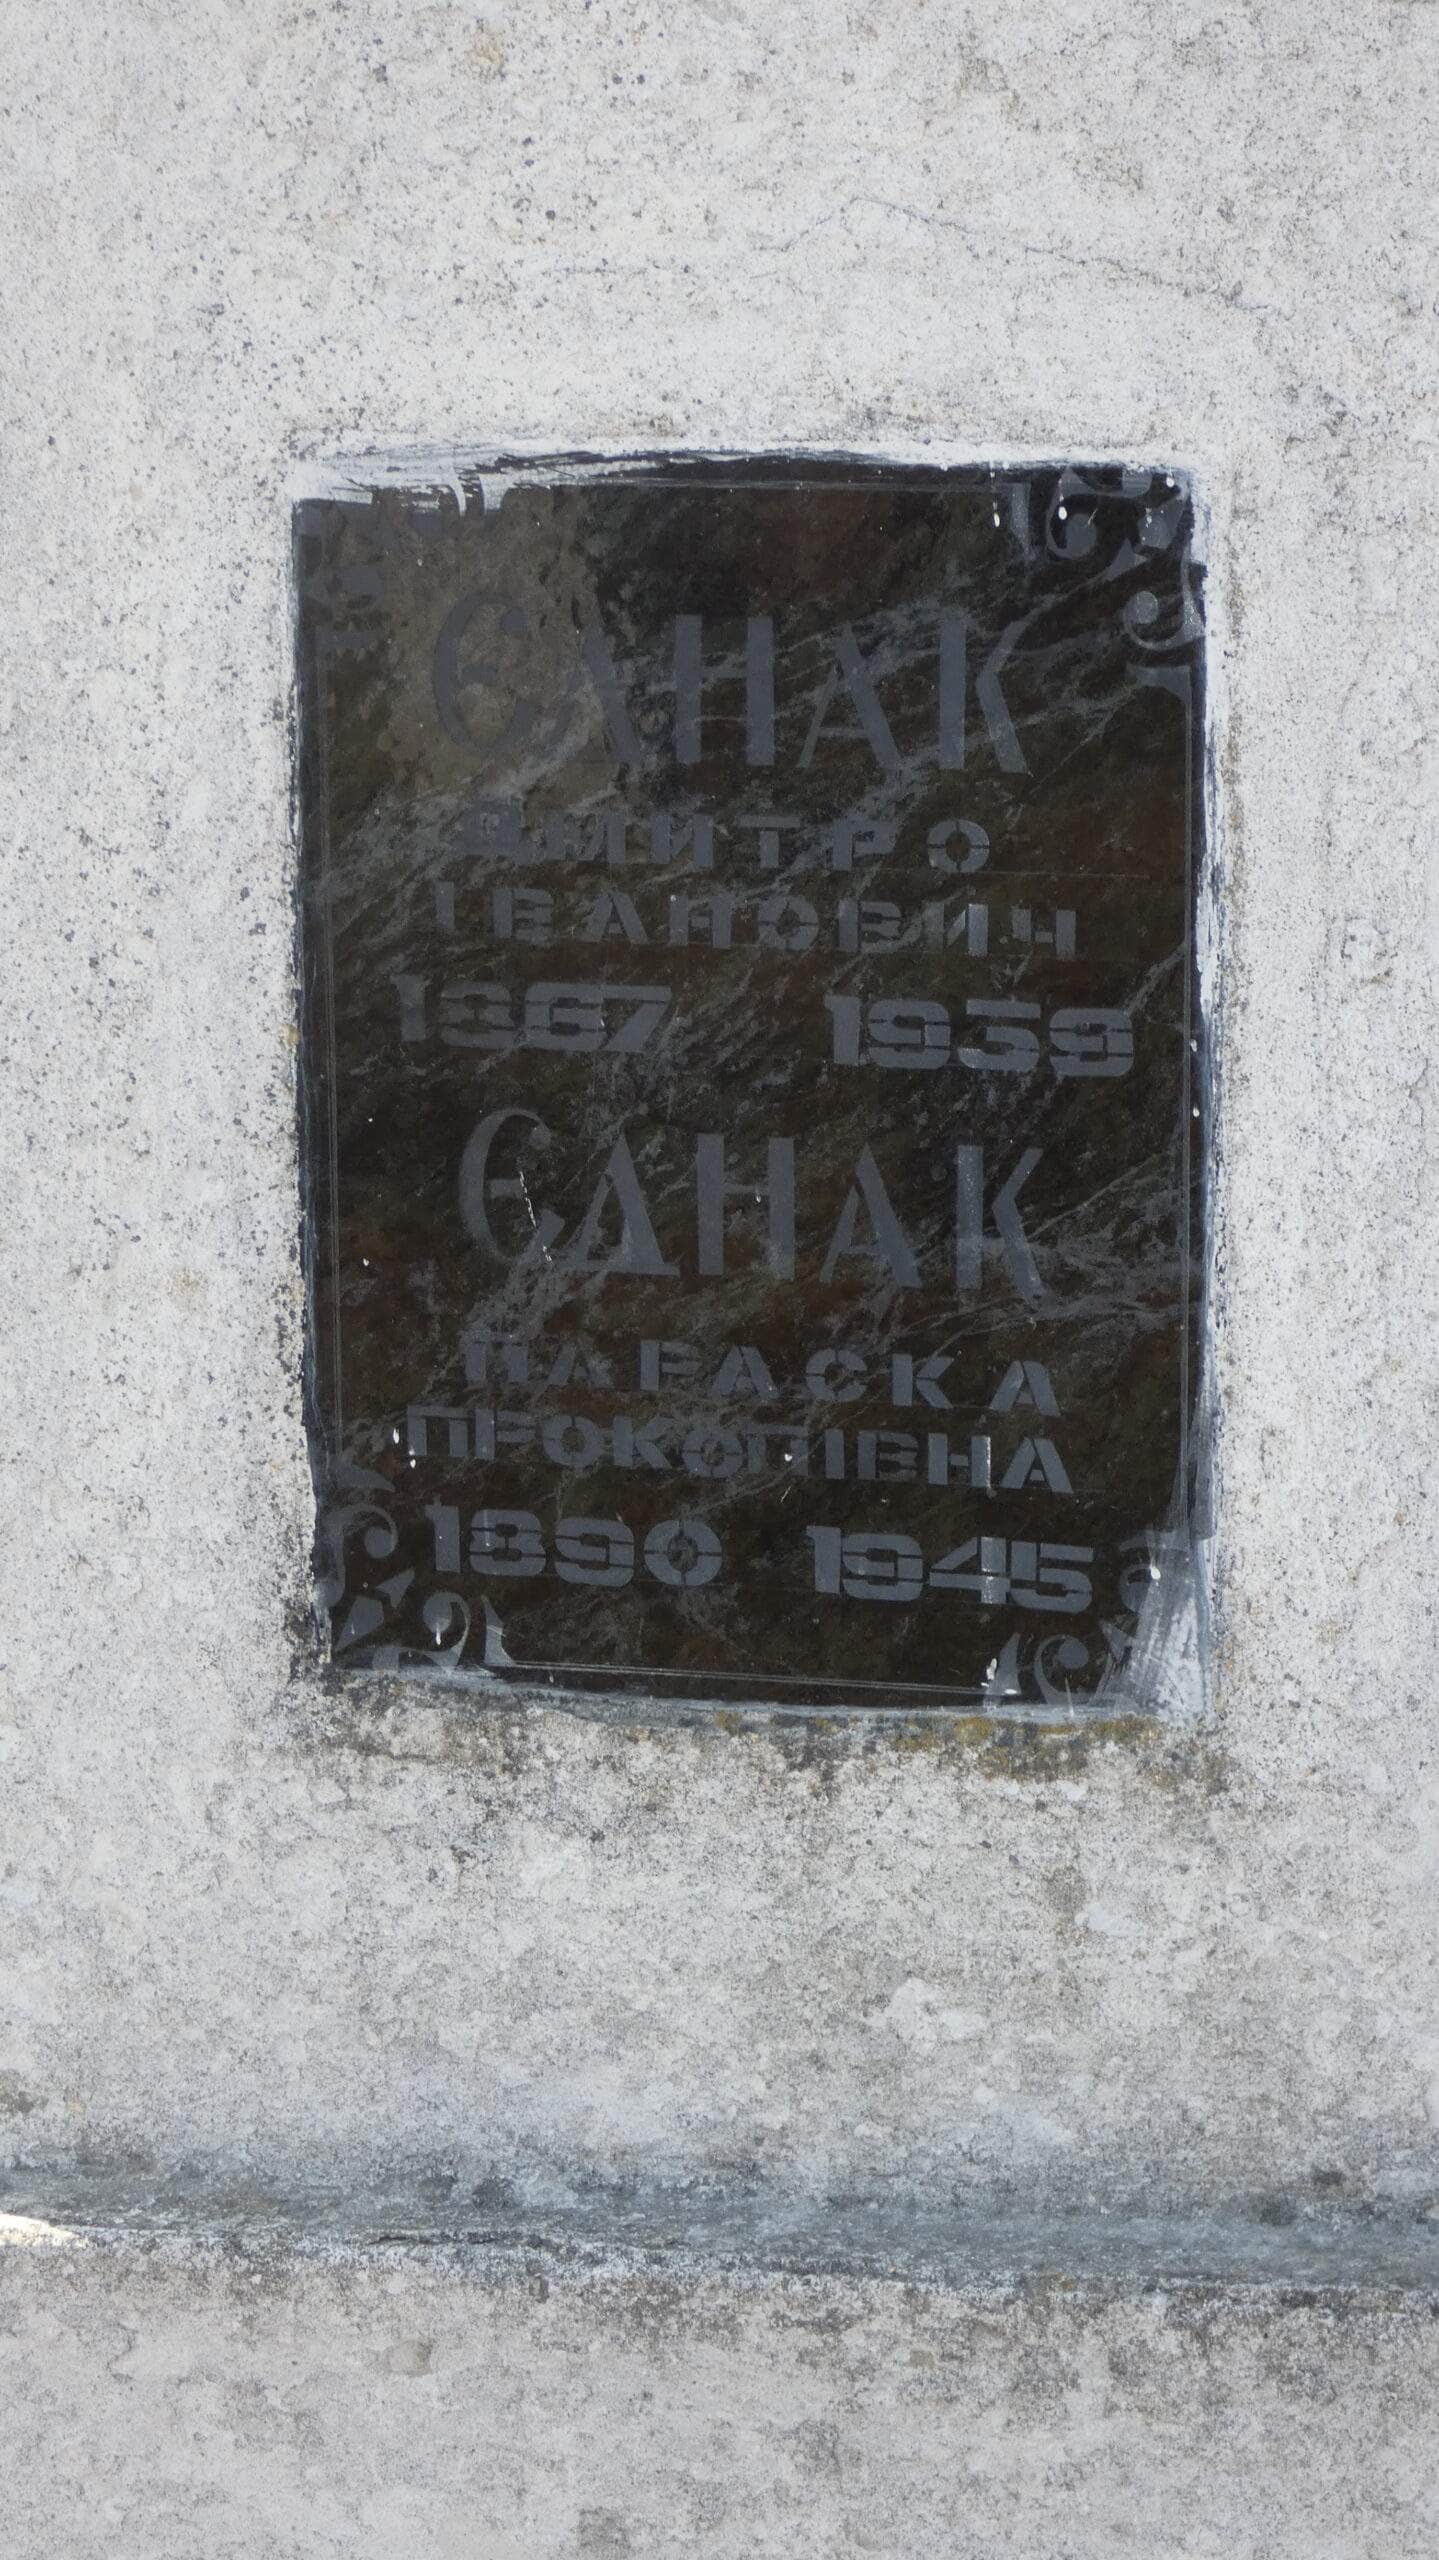 ЄДНАК
ДМИТРО
ІВАНОВИЧ
1867 1939
ЄДНАК
ПАРАСКА
ПРОКОПІВНА
1890 1945